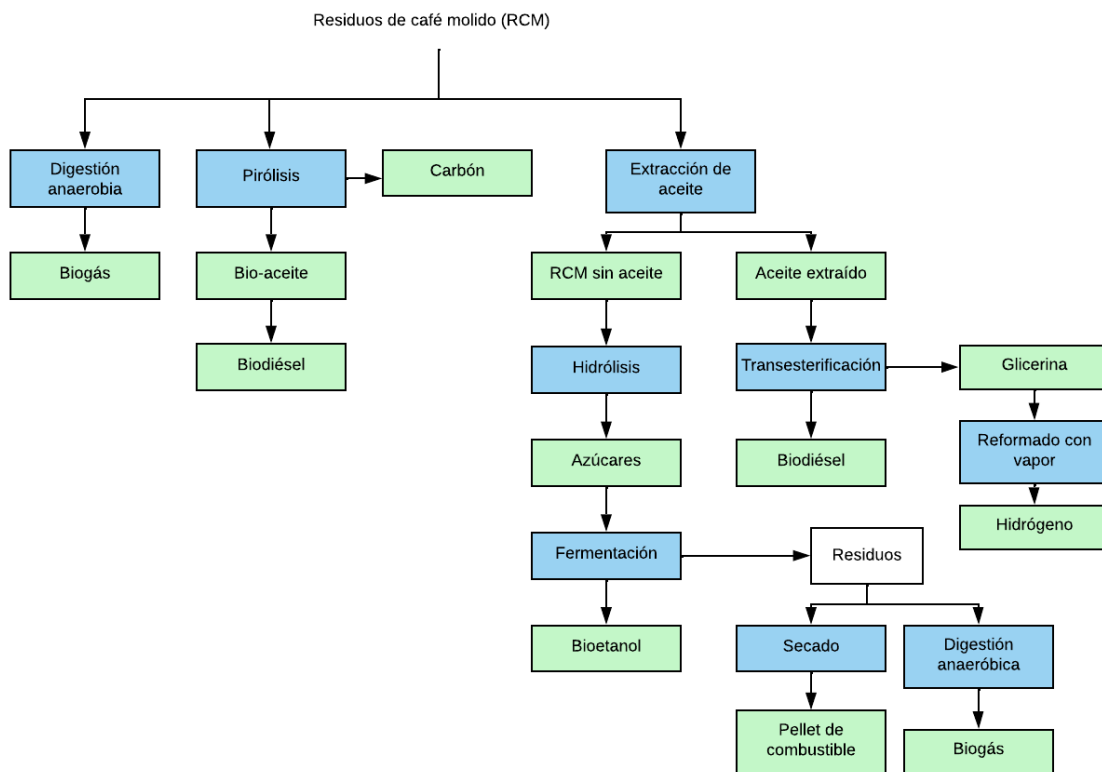 Residuos de café molido (RCM)
Digestión
anaerobia
Pirólisis
Carbón
Extracción de
aceite
Biogás
Bio-aceite
RCM sin aceite
Aceite extraído
Biodiésel
Hidrólisis
Transesterificación
Glicerina
Azúcares
Biodiésel
Reformado con
vapor
Hidrógeno
Fermentación
Residuos
Bioetanol
Secado
Digestión
anaeróbica
Pellet de
combustible
Biogás